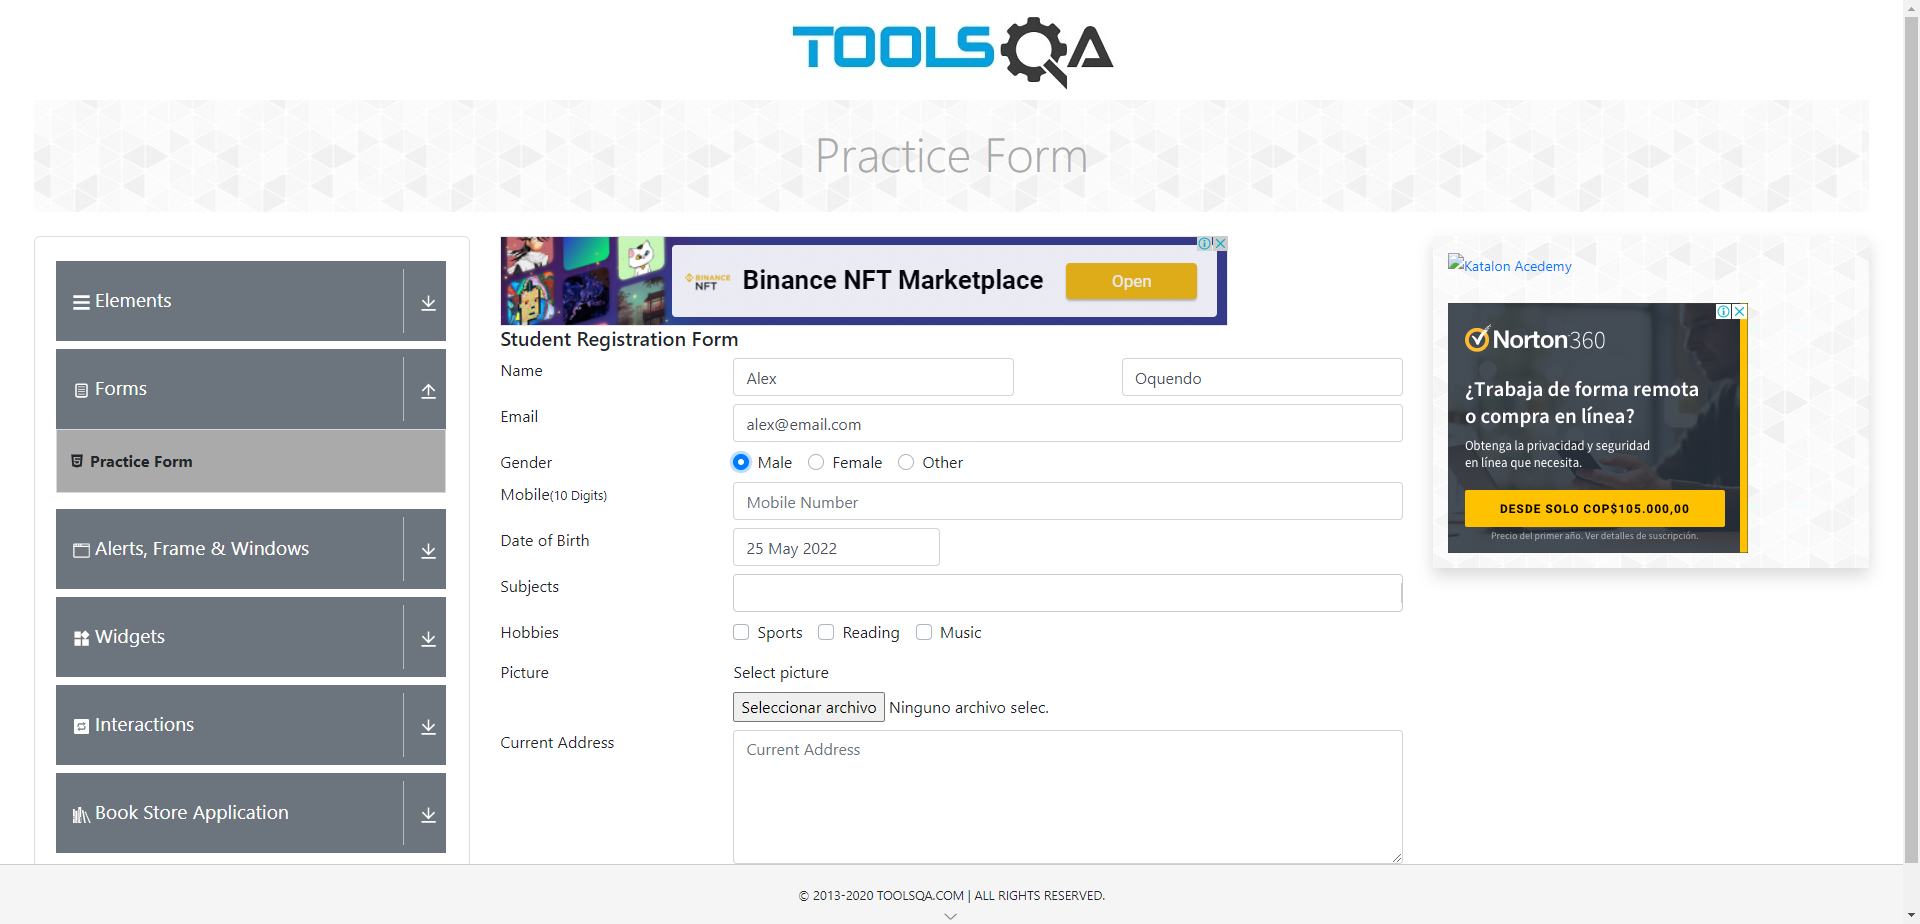 TOOLSQA
Practice Form
Elements
Forms
Practice Form
Alerts, Frame & Windows
Widgets
Interactions
Book Store Application
BINANCE
NFT
Binance NFT Marketplace
Open
Student Registration Form
Name
Alex
Oquendo
Email
alex@email.com
Gender
Male
Female
Other
Mobile(10 Digits)
Mobile Number
Date of Birth
25 May 2022
Subjects
Hobbies
Sports
Reading
Music
Picture
Select picture
Seleccionar archivo
Ninguno archivo selec.
Current Address
Current Address
Katalon Acedemy
Norton360
¿Trabaja de forma remota
o compra en línea?
Obtenga la privacidad y seguridad
en línea que necesita.
DESDE SOLO COP$105.000,00
Precio del primer año. Ver detalles de suscripción.
© 2013-2020 TOOLSQA.COM | ALL RIGHTS RESERVED.